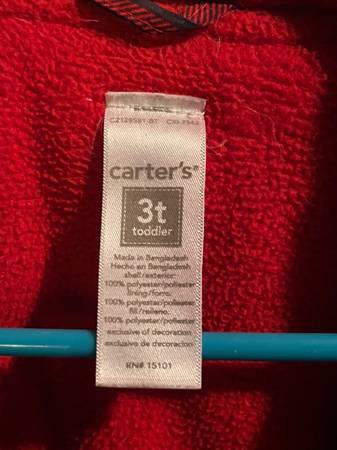 carter's®
3t
toddler
Made in Bangladesh
Hecho en Bangladesh
shell/exterior:
100% polyester/poliester
lining/forro:
100% polyester/poliester
fill/relleno:
100% polyester/poliester
exclusive of decoration
exclusivo de decoracion
RN# 15101